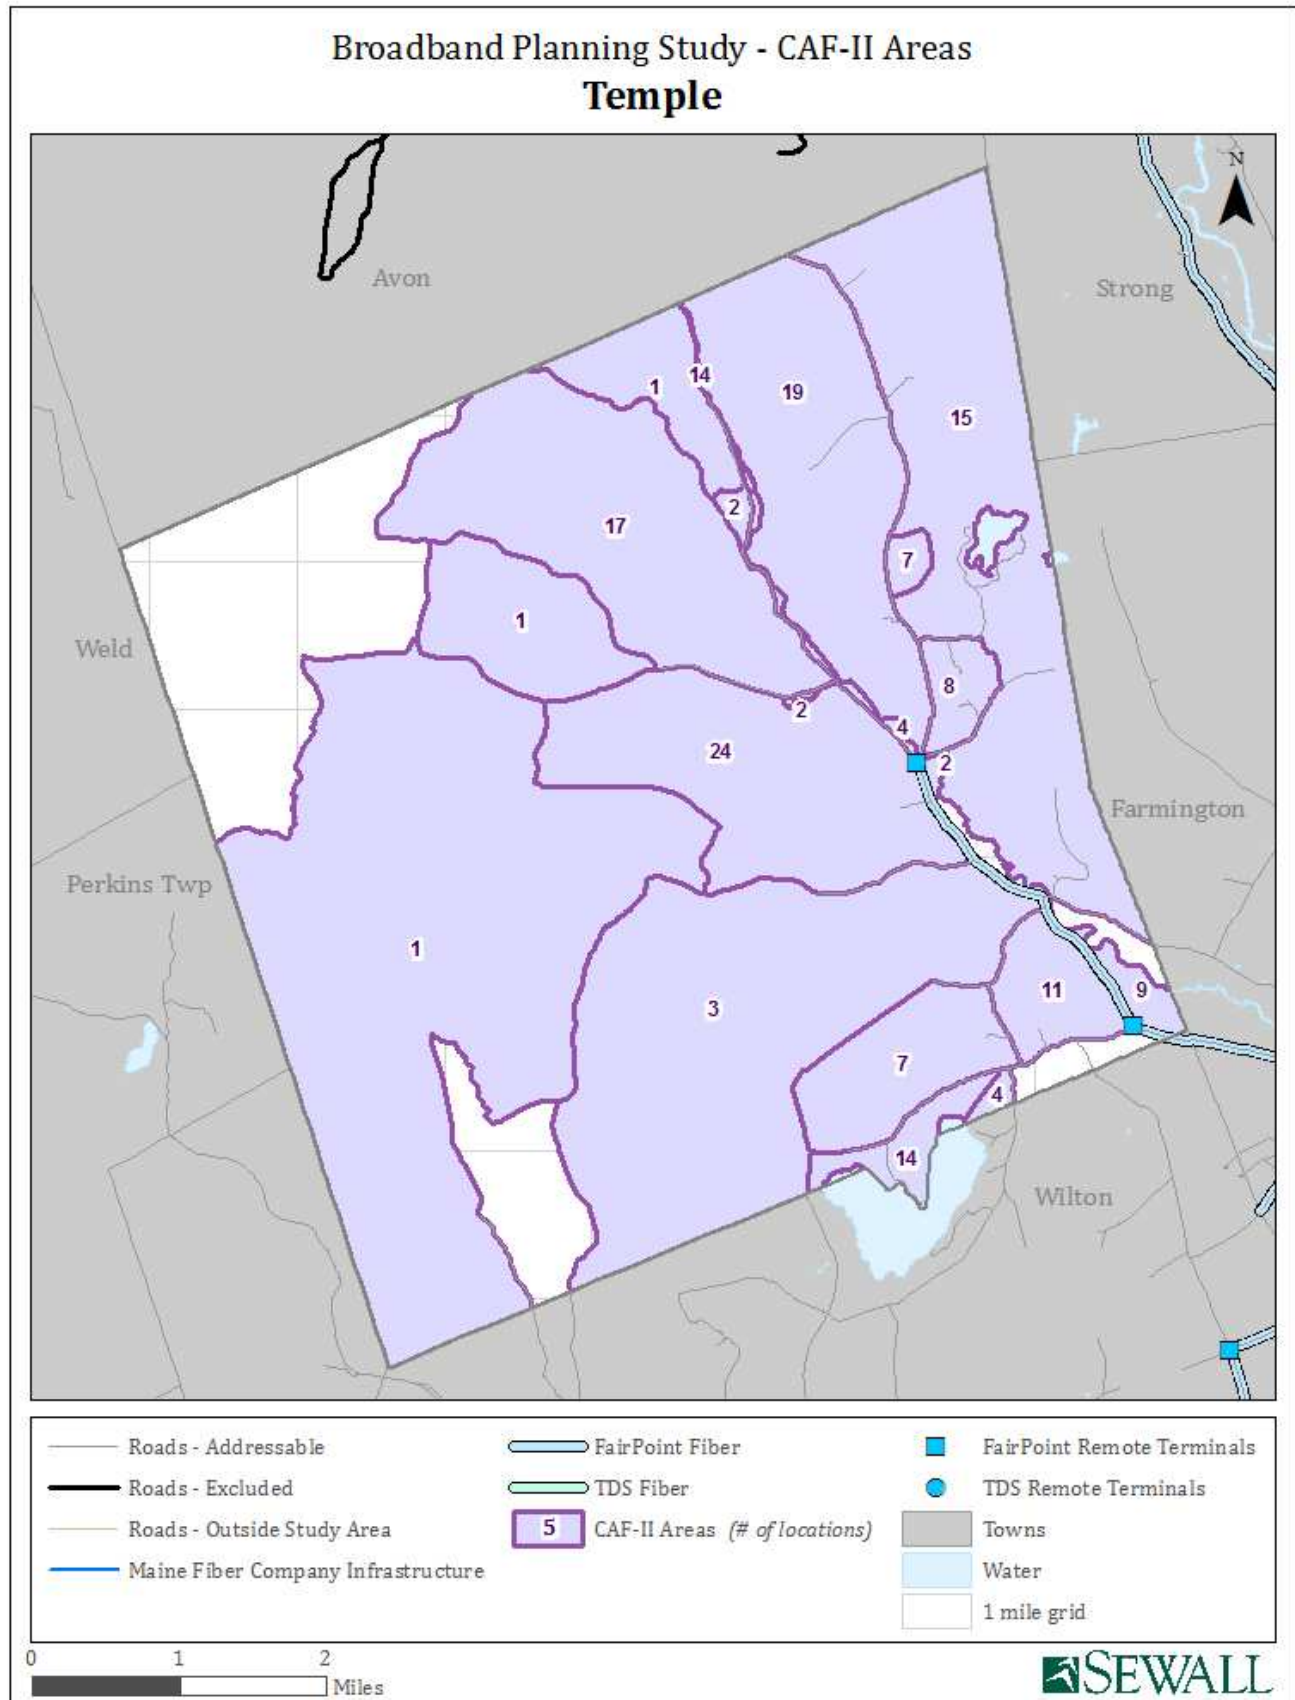 Broadband Planning Study - CAF-II Areas
Temple
N
Avon
Strong
1
14
19
15
2
17
7
1
Weld
8
2
4
24
2
Farmington
Perkins Twp
1
11
9
3
7
4
14
Wilton
Roads - Addressable
FairPoint Fiber
FairPoint Remote Terminals
Roads - Excluded
TDS Fiber
TDS Remote Terminals
Roads - Outside Study Area
5
CAF-II Areas (# of locations)
Towns
Maine Fiber Company Infrastructure
Water
1 mile grid
0 1 2
Miles
SEWALL